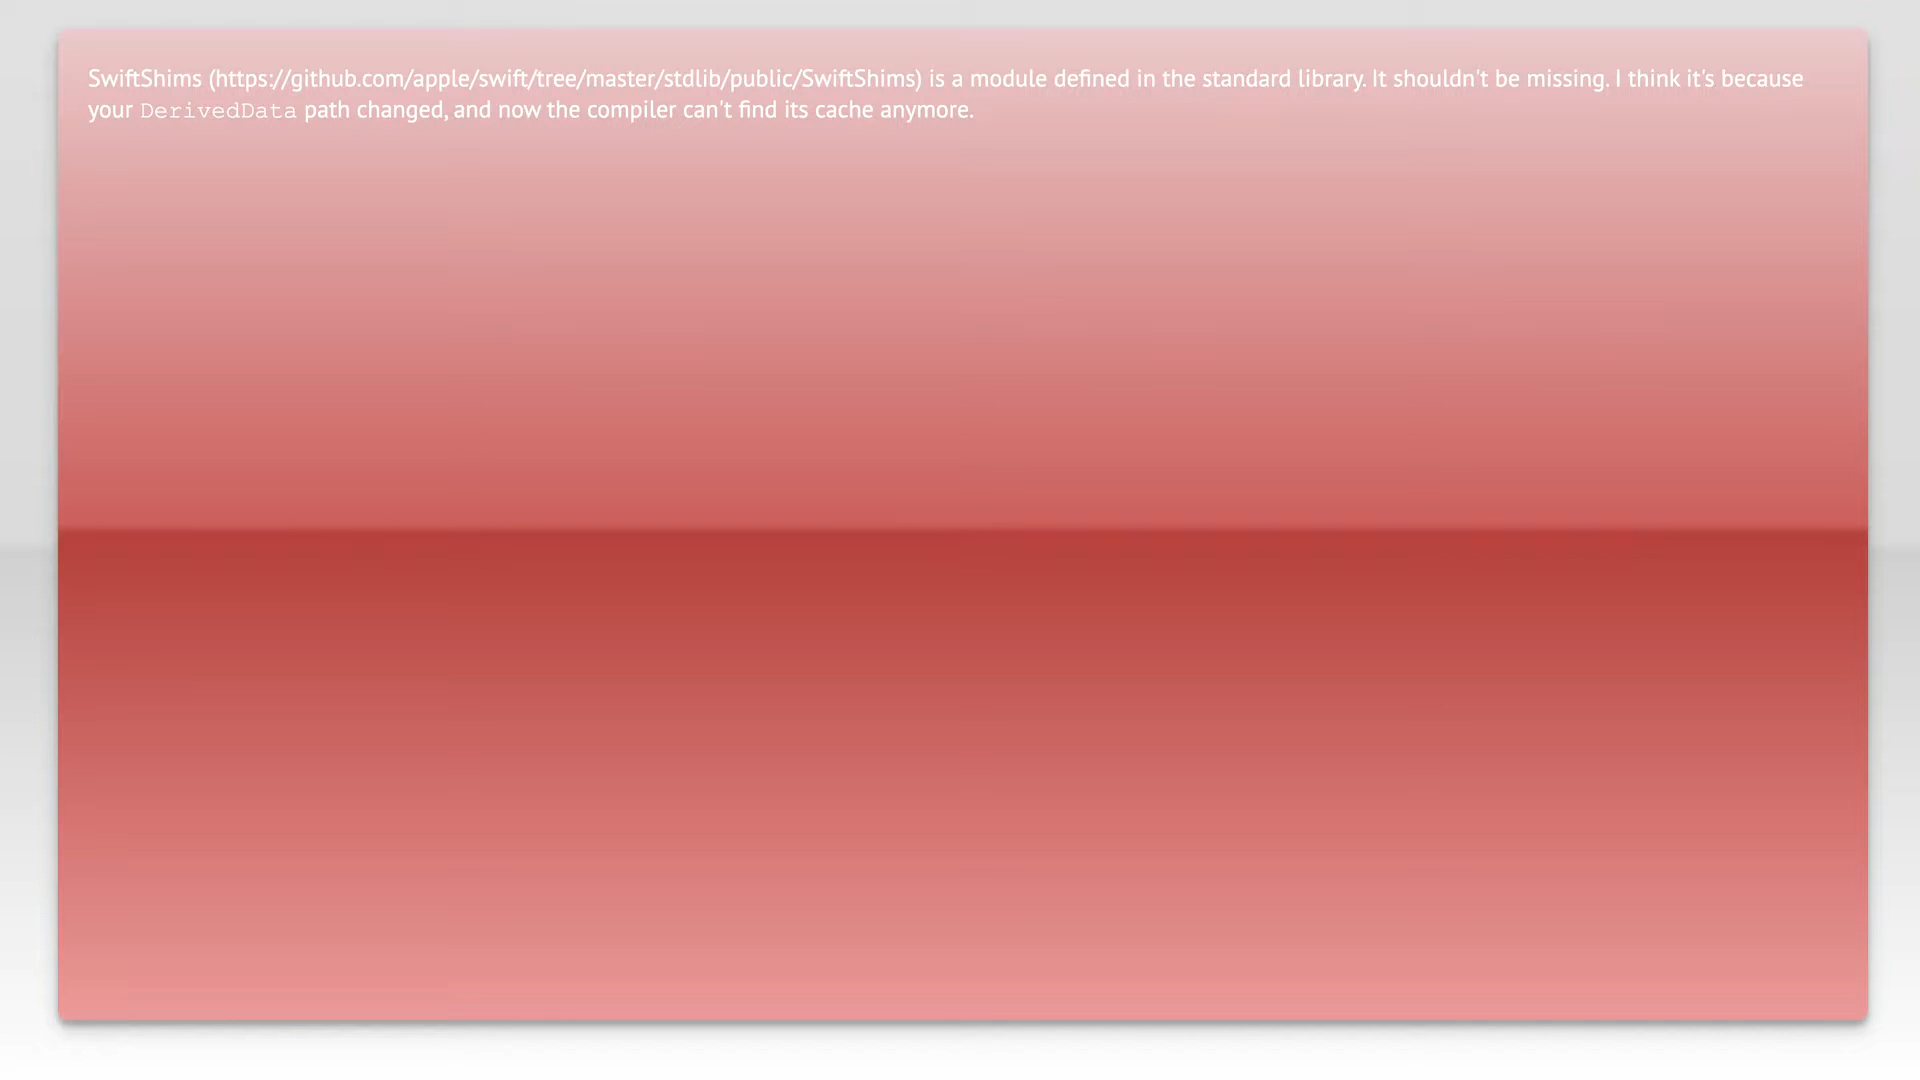 SwiftShims (https://github.com/apple/swift/tree/master/stdlib/public/SwiftShims) is a module defined in the standard library. It shouldn't be missing. I think it's because
your DerivedData path changed, and now the compiler can't find its cache anymore.